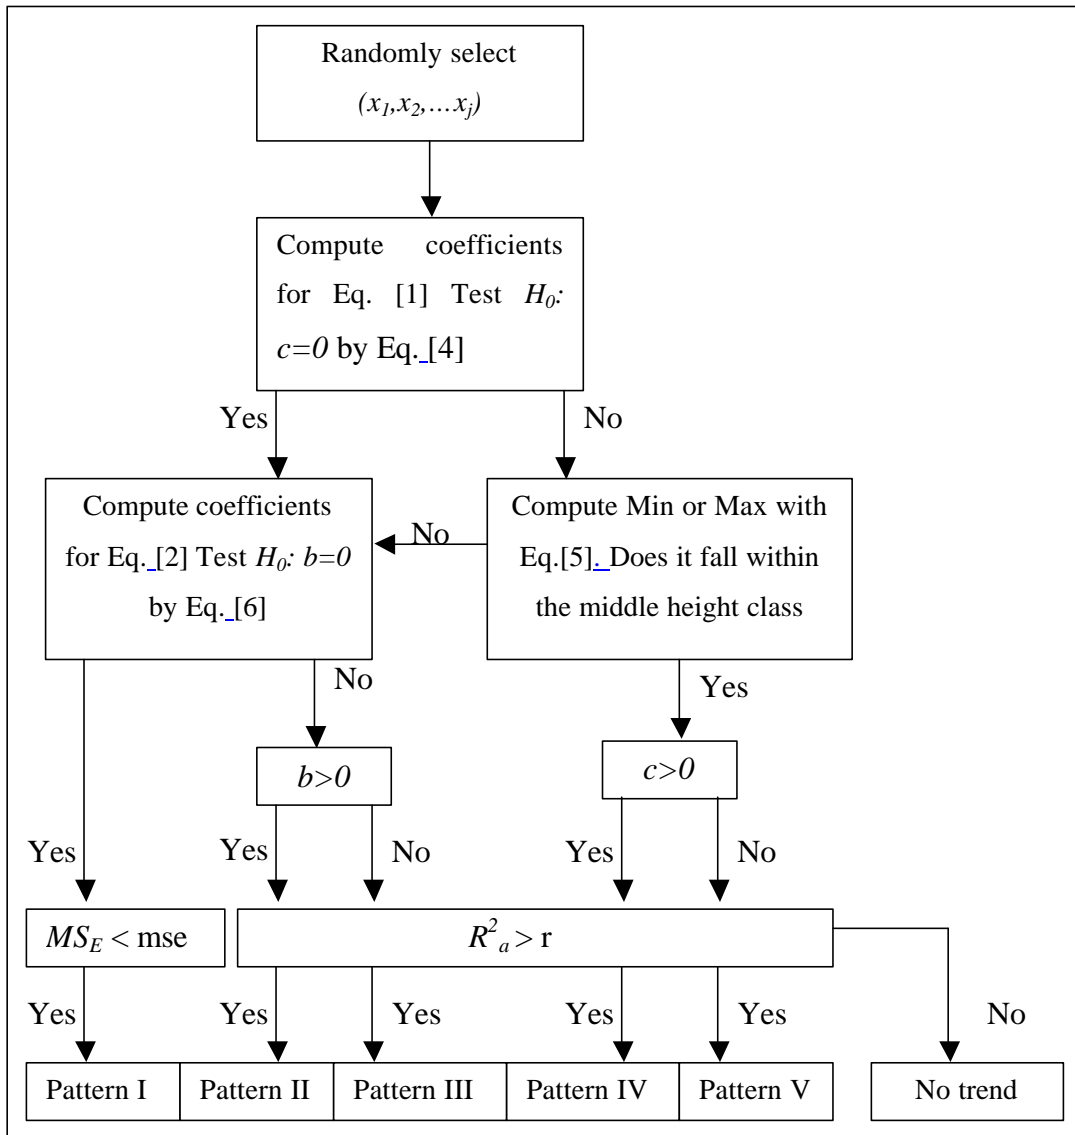 Randomly select
(x1,x2,...xj)
Compute coefficients
for Eq. [1] Test H0:
c=0 by Eq. [4]
Yes
No
Compute coefficients
for Eq. [2] Test H0: b=0
by Eq. [6]
No
Compute Min or Max with
Eq.[5]. Does it fall within
the middle height class
No
Yes
b>0
c>0
Yes
Yes
No
Yes
No
MSE < mse
R2a > r
Yes
Yes
Yes
Yes
Yes
No
Pattern I
Pattern II
Pattern III
Pattern IV
Pattern V
No trend